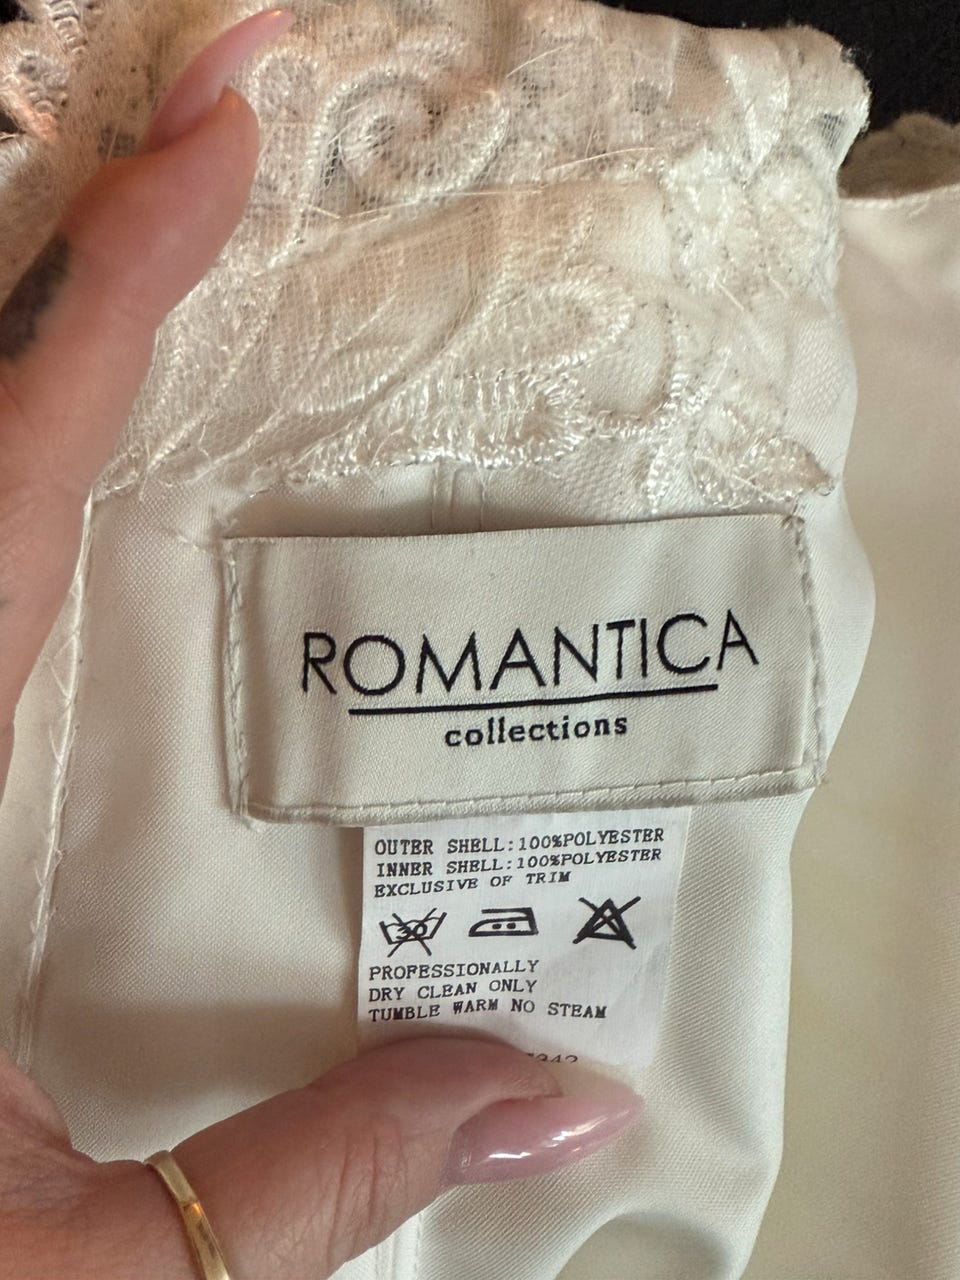 ROMANTICA
collections
OUTER SHELL:100%POLYESTER
INNER SHELL:100%POLYESTER
EXCLUSIVE OF TRIM
30
PROFESSIONALLY
DRY CLEAN ONLY
TUMBLE WARM NO STEAM